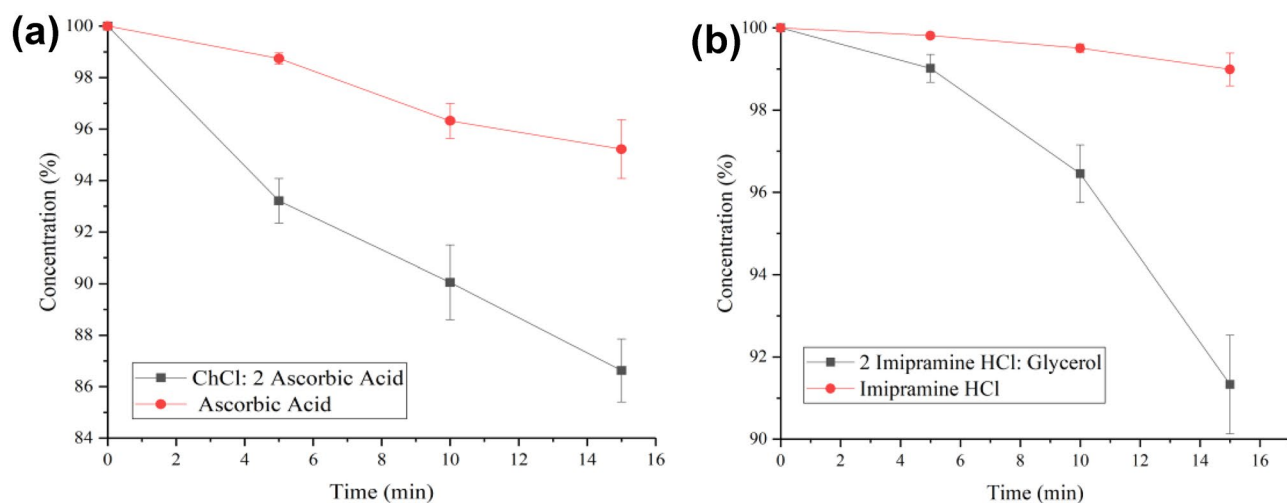 (a)
100
98
96
94
92
90
88
86
84
Concentration (%)
ChCl: 2 Ascorbic Acid
Ascorbic Acid
0 2 4 6 8 10 12 14 16
Time (min)
(b)
100
98
96
94
92
90
Concentration (%)
2 Imipramine HCl: Glycerol
Imipramine HCl
0 2 4 6 8 10 12 14 16
Time (min)